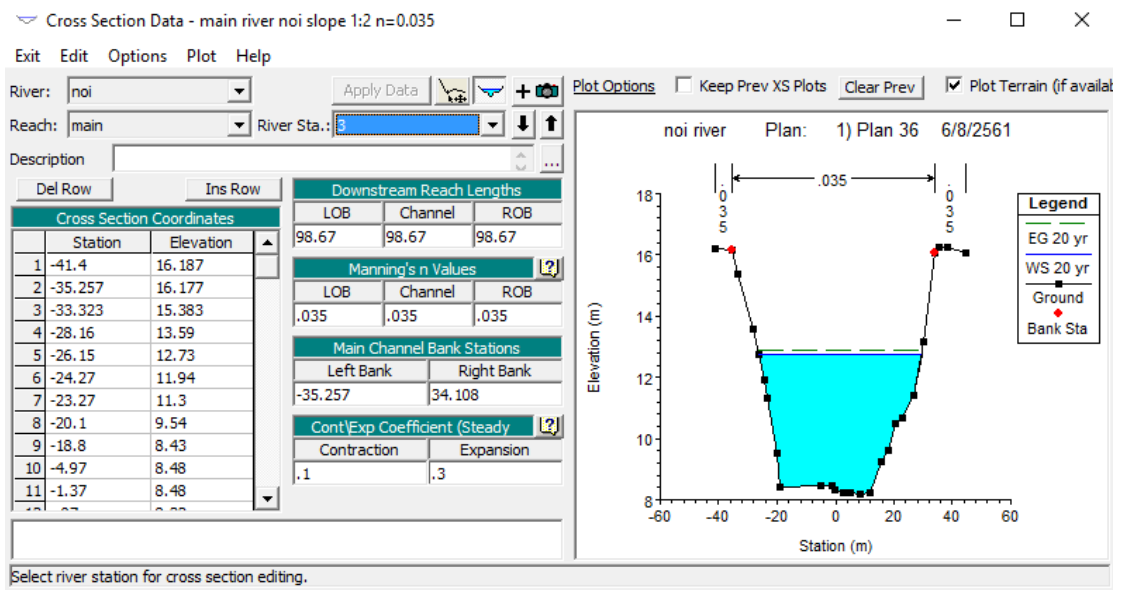 Cross Section Data - main river noi slope 1:2 n=0.035
Exit Edit Options Plot Help
River: noi Apply Data + Plot Options Keep Prev XS Plots Clear Prev Plot Terrain (if availab
Reach: main River Sta.: 3
Description ...
Del Row Ins Row
Cross Section Coordinates
Station Elevation
1 -41.4 16.187
2 -35.257 16.177
3 -33.323 15.383
4 -28.16 13.59
5 -26.15 12.73
6 -24.27 11.94
7 -23.27 11.3
8 -20.1 9.54
9 -18.8 8.43
10 -4.97 8.48
11 -1.37 8.48
Downstream Reach Lengths
LOB Channel ROB
98.67 98.67 98.67
Manning's n Values
LOB Channel ROB
.035 .035 .035
Main Channel Bank Stations
Left Bank Right Bank
-35.257 34.108
Cont\Exp Coefficient (Steady
Contraction Expansion
.1 .3
Select river station for cross section editing.
noi river Plan: 1) Plan 36 6/8/2561
.035 .035 .035
18
16
14
12
10
8
Elevation (m)
-60 -40 -20 0 20 40 60
Station (m)
Legend
EG 20 yr
WS 20 yr
Ground
Bank Sta